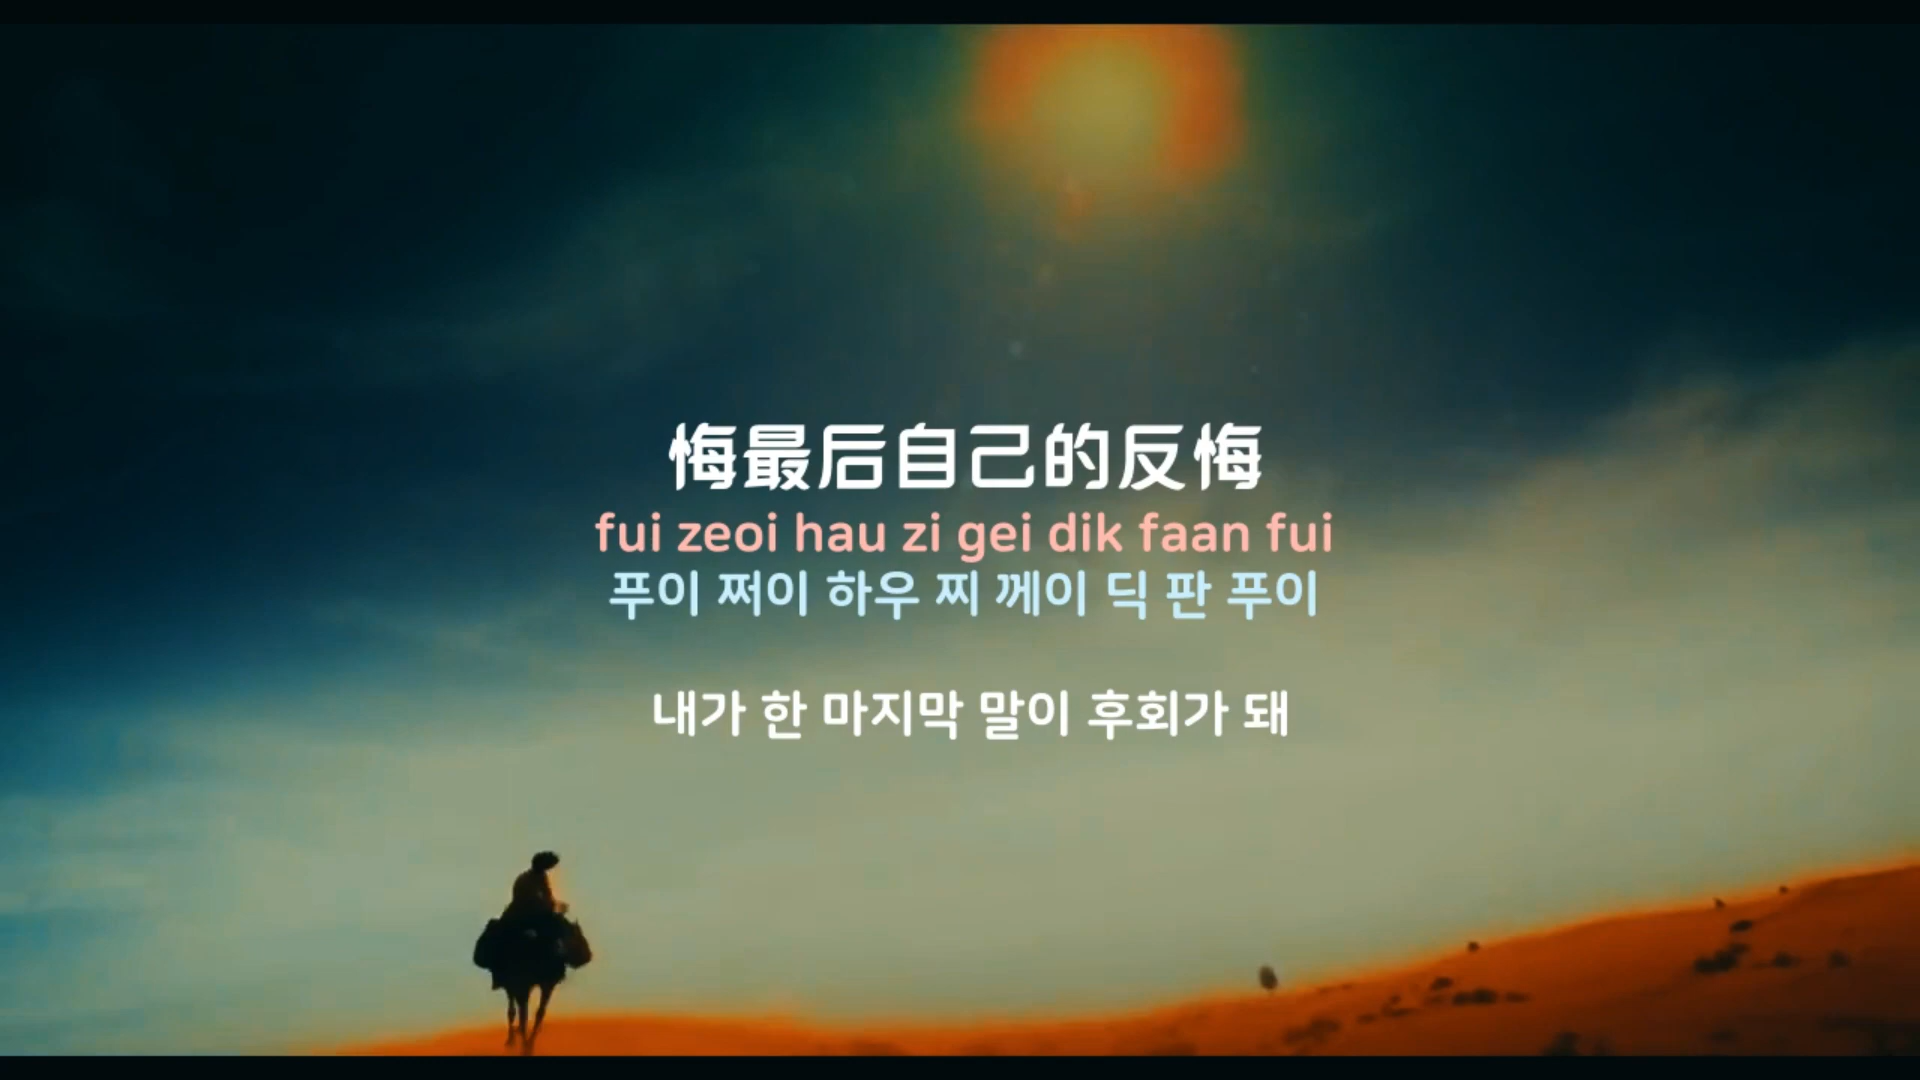 悔最后自己的反悔
fui zeoi hau zi gei dik faan fui
푸이 쩌이 하우 찌 께이 딕 판 푸이
내가 한 마지막 말이 후회가 돼